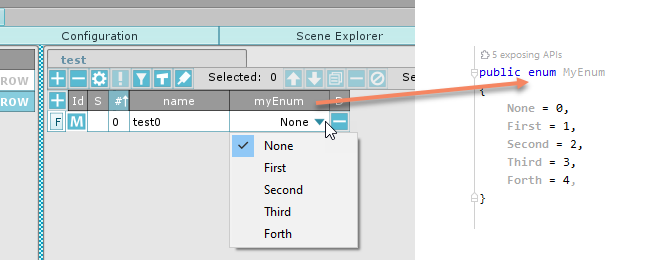 Configuration
Scene Explorer
test
Selected: 0
Se
ROW
ROW
Id S #↑ name myEnum
F M 0 test0 None
None
First
Second
Third
Forth
5 exposing APIs
public enum MyEnum
{
None = 0,
First = 1,
Second = 2,
Third = 3,
Forth = 4,
}